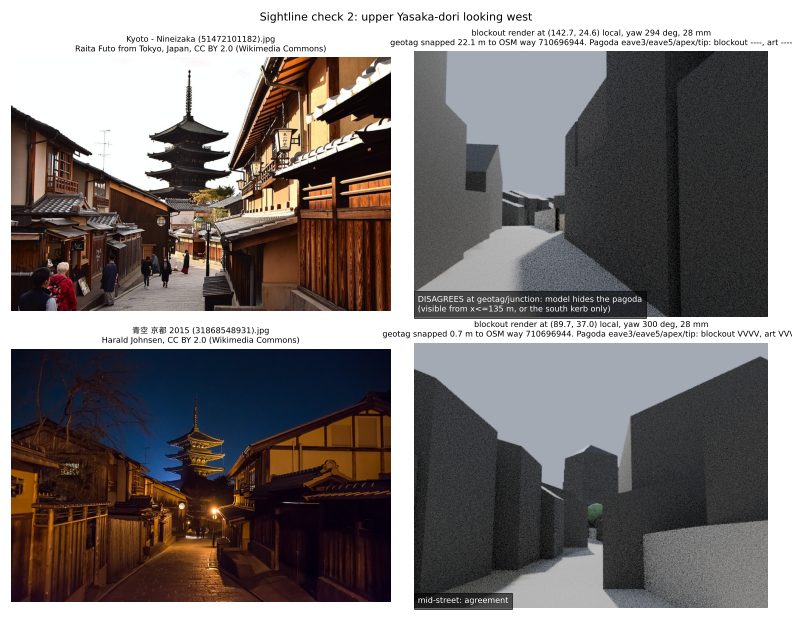 Sightline check 2: upper Yasaka-dori looking west
Kyoto - Nineizaka (51472101182).jpg
Raita Futo from Tokyo, Japan, CC BY 2.0 (Wikimedia Commons)
blockout render at (142.7, 24.6) local, yaw 294 deg, 28 mm
geotag snapped 22.1 m to OSM way 710696944. Pagoda eave3/eave5/apex/tip: blockout ----, art ----
DISAGREES at geotag/junction: model hides the pagoda
(visible from x<=135 m, or the south kerb only)
青空 京都 2015 (31868548931).jpg
Harald Johnsen, CC BY 2.0 (Wikimedia Commons)
blockout render at (89.7, 37.0) local, yaw 300 deg, 28 mm
geotag snapped 0.7 m to OSM way 710696944. Pagoda eave3/eave5/apex/tip: blockout VVVV, art VVV
mid-street: agreement